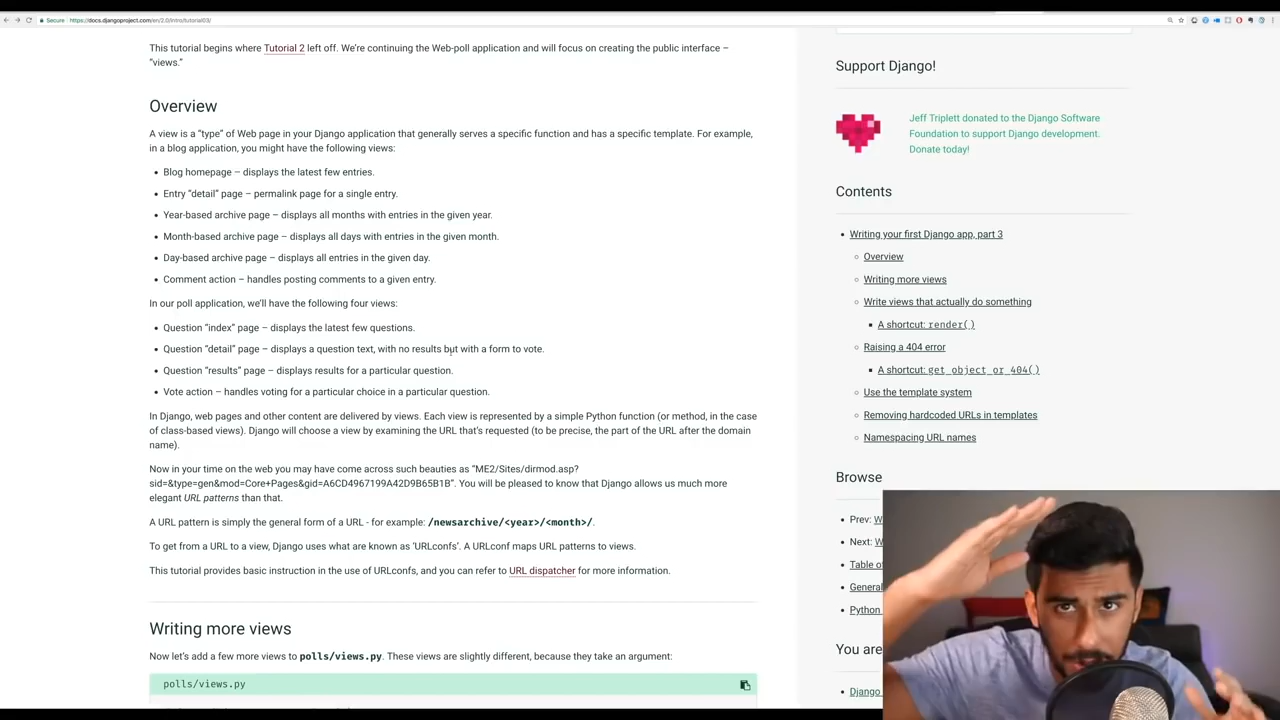 Secure
https://docs.djangoproject.com/en/2.0/intro/tutorial03/
This tutorial begins where Tutorial 2 left off. We're continuing the Web-poll application and will focus on creating the public interface –
“views.”
Overview
A view is a “type” of Web page in your Django application that generally serves a specific function and has a specific template. For example,
in a blog application, you might have the following views:
• Blog homepage – displays the latest few entries.
• Entry “detail” page – permalink page for a single entry.
• Year-based archive page – displays all months with entries in the given year.
• Month-based archive page – displays all days with entries in the given month.
• Day-based archive page – displays all entries in the given day.
• Comment action – handles posting comments to a given entry.
In our poll application, we'll have the following four views:
• Question “index” page – displays the latest few questions.
• Question “detail” page – displays a question text, with no results but with a form to vote.
• Question “results” page – displays results for a particular question.
• Vote action – handles voting for a particular choice in a particular question.
In Django, web pages and other content are delivered by views. Each view is represented by a simple Python function (or method, in the case
of class-based views). Django will choose a view by examining the URL that's requested (to be precise, the part of the URL after the domain
name).
Now in your time on the web you may have come across such beauties as “ME2/Sites/dirmod.asp?
sid=&type=gen&mod=Core+Pages&gid=A6CD4967199A42D9B65B1B”. You will be pleased to know that Django allows us much more
elegant URL patterns than that.
A URL pattern is simply the general form of a URL - for example: /newsarchive/<year>/<month>/.
To get from a URL to a view, Django uses what are known as ‘URLconfs’. A URLconf maps URL patterns to views.
This tutorial provides basic instruction in the use of URLconfs, and you can refer to URL dispatcher for more information.
Writing more views
Now let's add a few more views to polls/views.py. These views are slightly different, because they take an argument:
polls/views.py
Support Django!
Jeff Triplett donated to the Django Software
Foundation to support Django development.
Donate today!
Contents
• Writing your first Django app, part 3
◦ Overview
◦ Writing more views
◦ Write views that actually do something
▪ A shortcut: render()
◦ Raising a 404 error
▪ A shortcut: get_object_or_404()
◦ Use the template system
◦ Removing hardcoded URLs in templates
◦ Namespacing URL names
Browse
• Prev: W
• Next: W
• Table of
• General
• Python
You are
• Django